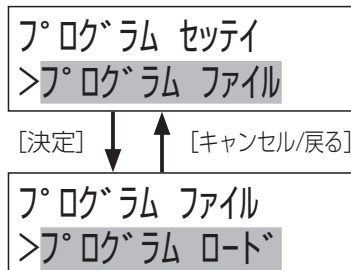 プログラム セッテイ
>プログラム ファイル
[決定] [キャンセル/戻る]
プログラム ファイル
>プログラム ロード